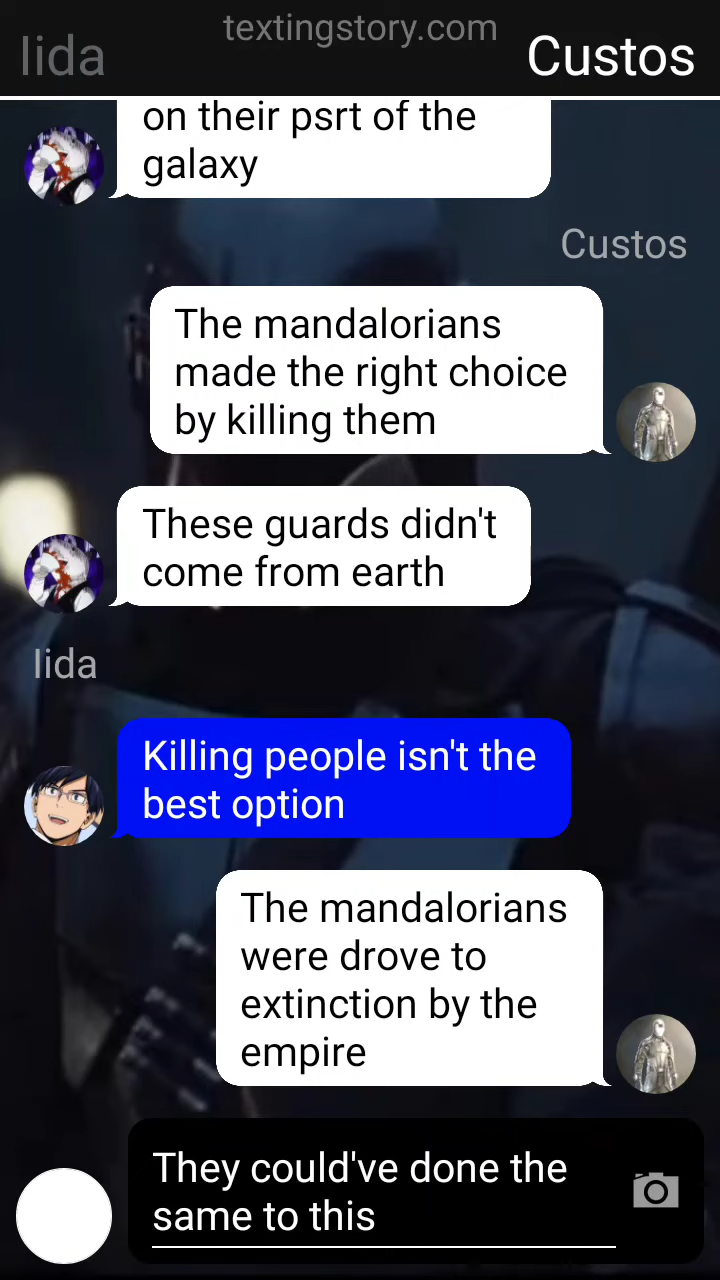 textingstory.com
Iida
Custos
on their psrt of the
galaxy
Custos
The mandalorians
made the right choice
by killing them
These guards didn't
come from earth
Iida
Killing people isn't the
best option
The mandalorians
were drove to
extinction by the
empire
They could've done the
same to this